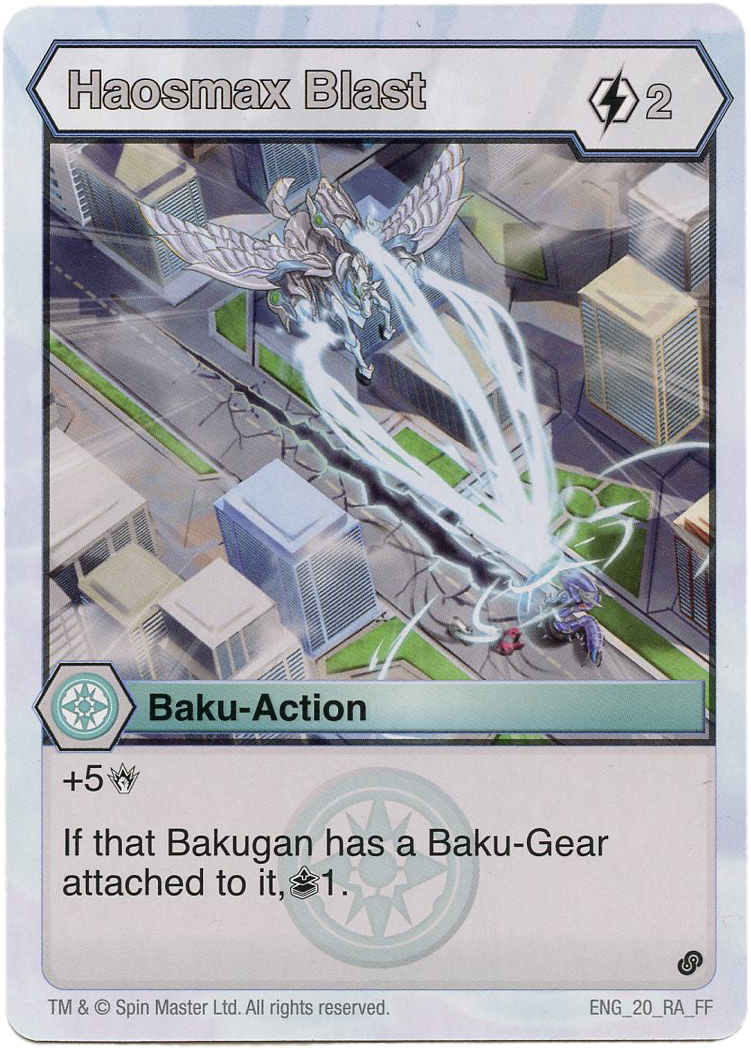 Haosmax Blast
2
Baku-Action
+5
If that Bakugan has a Baku-Gear
attached to it, 1.
TM & © Spin Master Ltd. All rights reserved.
ENG_20_RA_FF